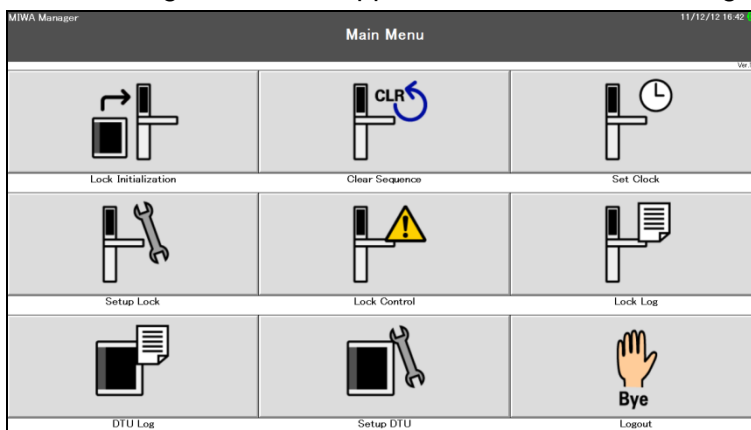 MIWA Manager
11/12/12 16:42
Main Menu
Ver.
CLR
Lock Initialization
Clear Sequence
Set Clock
Setup Lock
Lock Control
Lock Log
Bye
DTU Log
Setup DTU
Logout